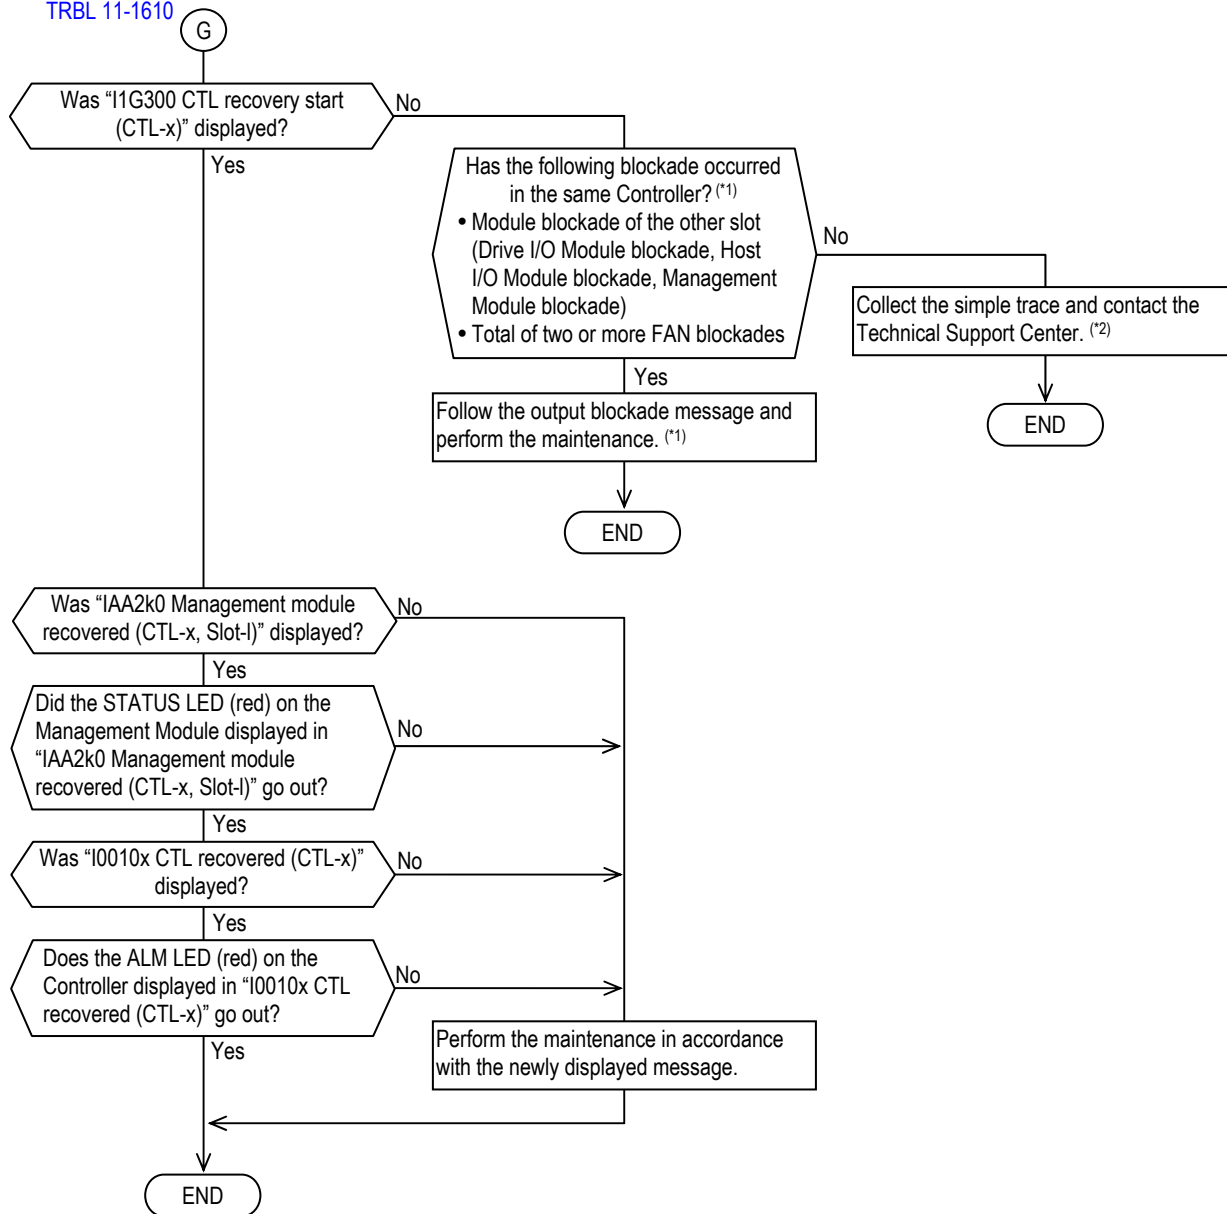 TRBL 11-1610
G
Was “I1G300 CTL recovery start
(CTL-x)” displayed?
No
Yes
Has the following blockade occurred
in the same Controller? (*1)
• Module blockade of the other slot
(Drive I/O Module blockade, Host
I/O Module blockade, Management
Module blockade)
• Total of two or more FAN blockades
No
Collect the simple trace and contact the
Technical Support Center. (*2)
END
Yes
Follow the output blockade message and
perform the maintenance. (*1)
END
Was “IAA2k0 Management module
recovered (CTL-x, Slot-l)” displayed?
No
Yes
Did the STATUS LED (red) on the
Management Module displayed in
“IAA2k0 Management module
recovered (CTL-x, Slot-l)” go out?
No
Yes
Was “I0010x CTL recovered (CTL-x)”
displayed?
No
Yes
Does the ALM LED (red) on the
Controller displayed in “I0010x CTL
recovered (CTL-x)” go out?
No
Yes
Perform the maintenance in accordance
with the newly displayed message.
END